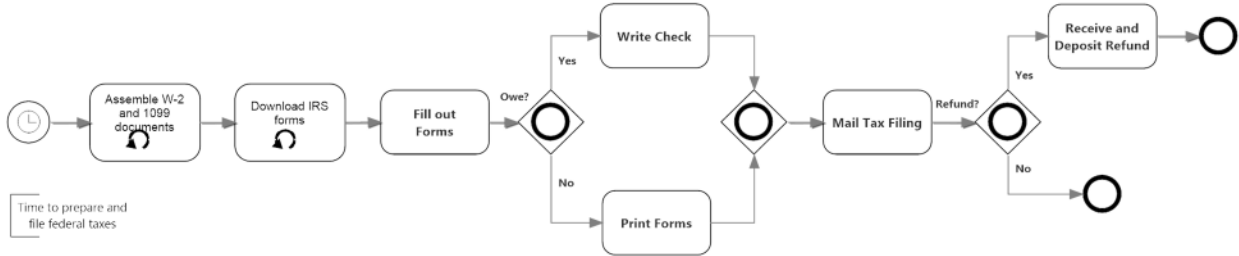 Assemble W-2
and 1099
documents
Download IRS
forms
Fill out
Forms
Owe?
Yes
Write Check
No
Print Forms
Mail Tax Filing
Refund?
Yes
Receive and
Deposit Refund
No
Time to prepare and
file federal taxes